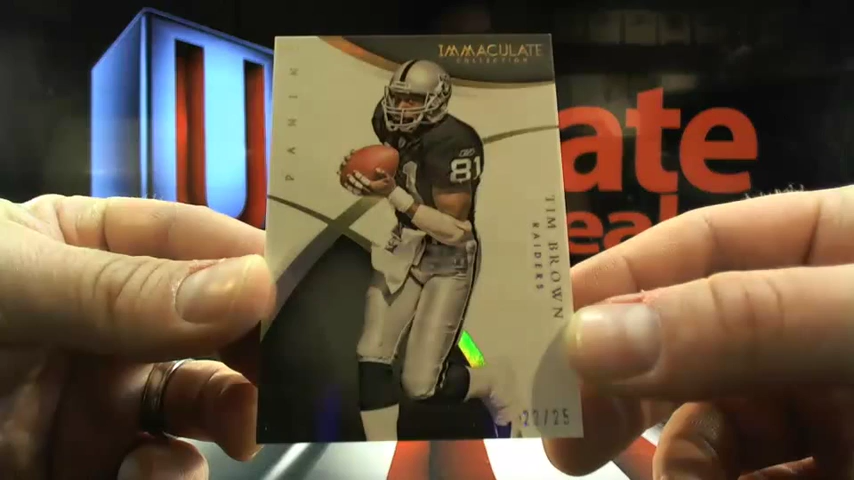 IMMACULATE
COLLECTION
PANINI
81
TIM BROWN
RAIDERS
22/25
U
ate
eal